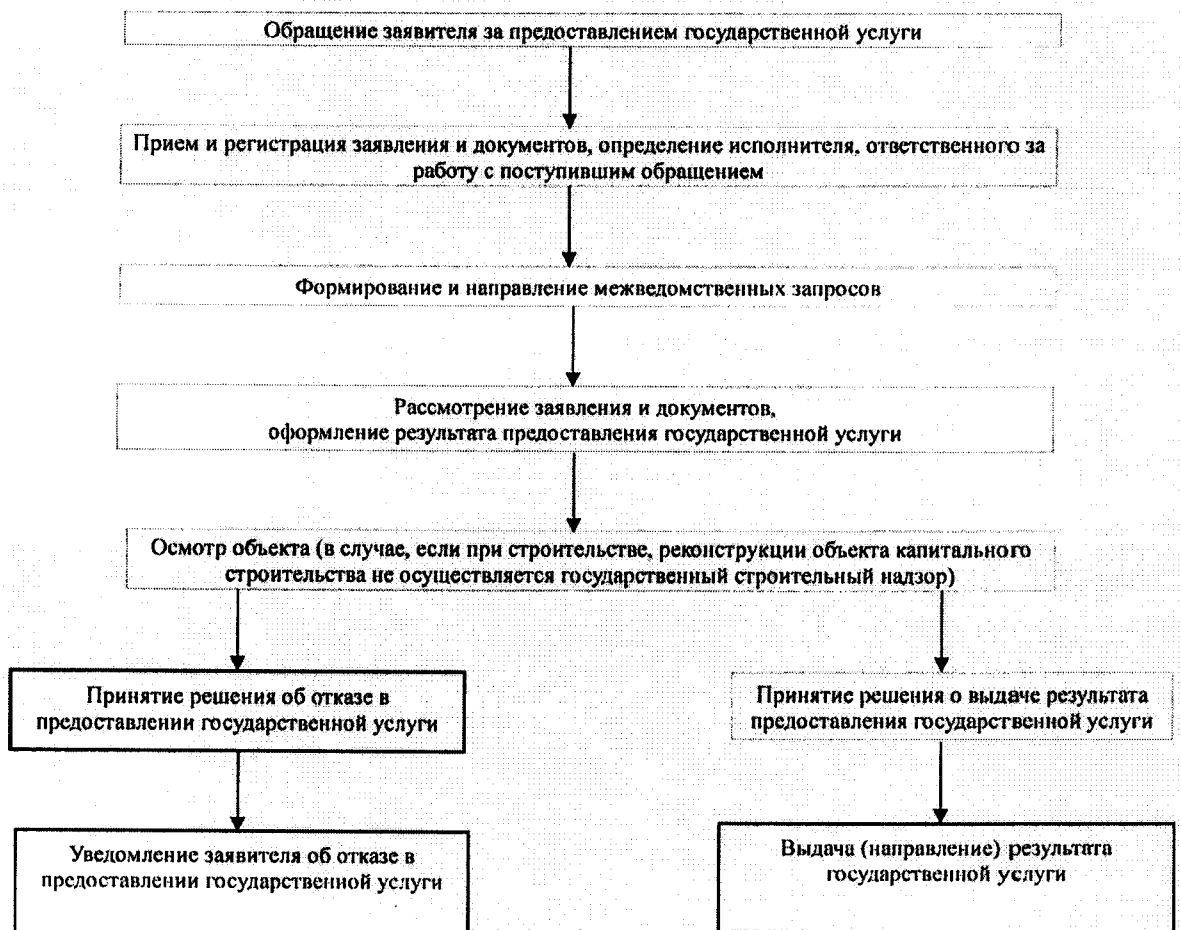 Обращение заявителя за предоставлением государственной услуги
Прием и регистрация заявления и документов, определение исполнителя, ответственного за
работу с поступившим обращением
Формирование и направление межведомственных запросов
Рассмотрение заявления и документов,
оформление результата предоставления государственной услуги
Осмотр объекта (в случае, если при строительстве, реконструкции объекта капитального
строительства не осуществляется государственный строительный надзор)
Принятие решения об отказе в
предоставлении государственной услуги
Принятие решения о выдаче результата
предоставления государственной услуги
Уведомление заявителя об отказе в
предоставлении государственной услуги
Выдача (направление) результата
государственной услуги